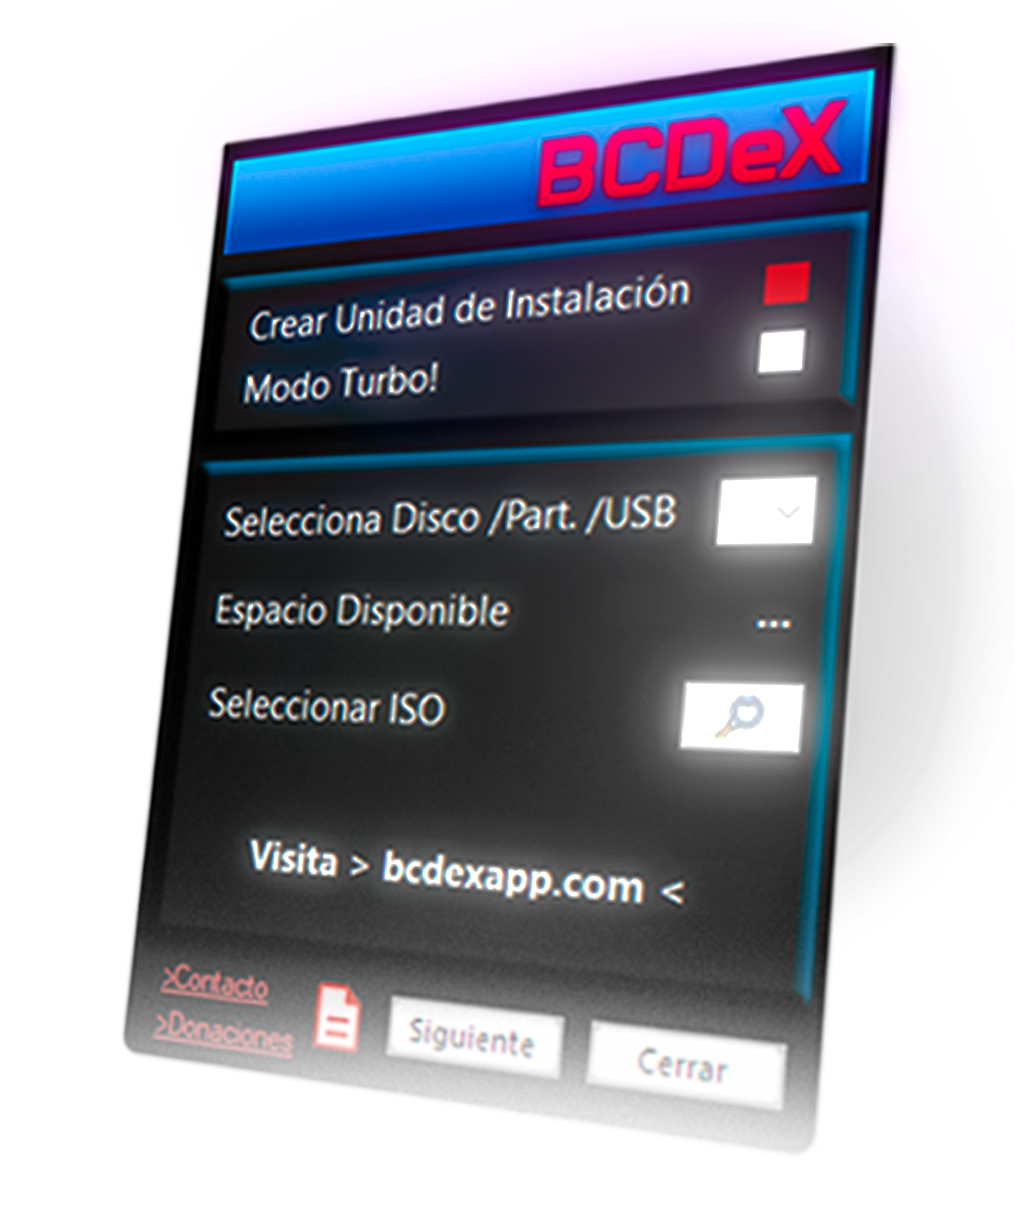 BCDeX
Crear Unidad de Instalación
Modo Turbo!
Selecciona Disco /Part. /USB
Espacio Disponible
...
Seleccionar ISO
Visita > bcdexapp.com <
>Contacto
>Donaciones
Siguiente
Cerrar